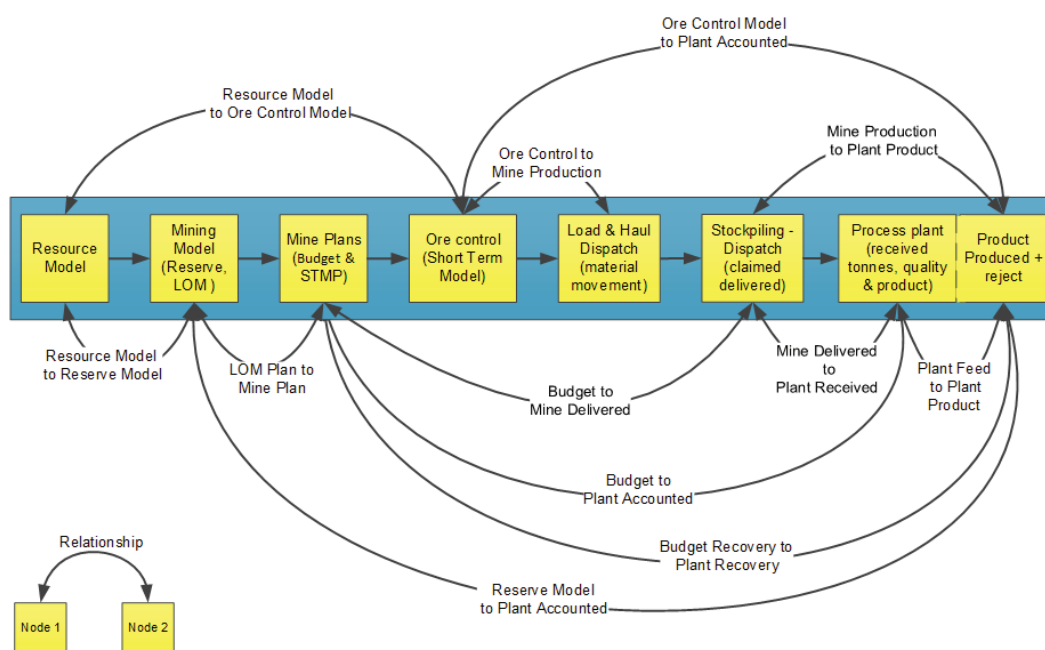 Ore Control Model
to Plant Accounted
Resource Model
to Ore Control Model
Mine Production
to Plant Product
Ore Control to
Mine Production
Resource
Model
Mining
Model
(Reserve,
LOM )
Mine Plans
(Budget &
STMP)
Ore control
(Short Term
Model)
Load & Haul
Dispatch
(material
movement)
Stockpiling -
Dispatch
(claimed
delivered)
Process plant
(received
tonnes, quality
& product)
Product
Produced +
reject
Resource Model
to Reserve Model
LOM Plan to
Mine Plan
Budget to
Mine Delivered
Mine Delivered
to
Plant Received
Plant Feed
to Plant
Product
Budget to
Plant Accounted
Budget Recovery to
Plant Recovery
Reserve Model
to Plant Accounted
Relationship
Node 1
Node 2